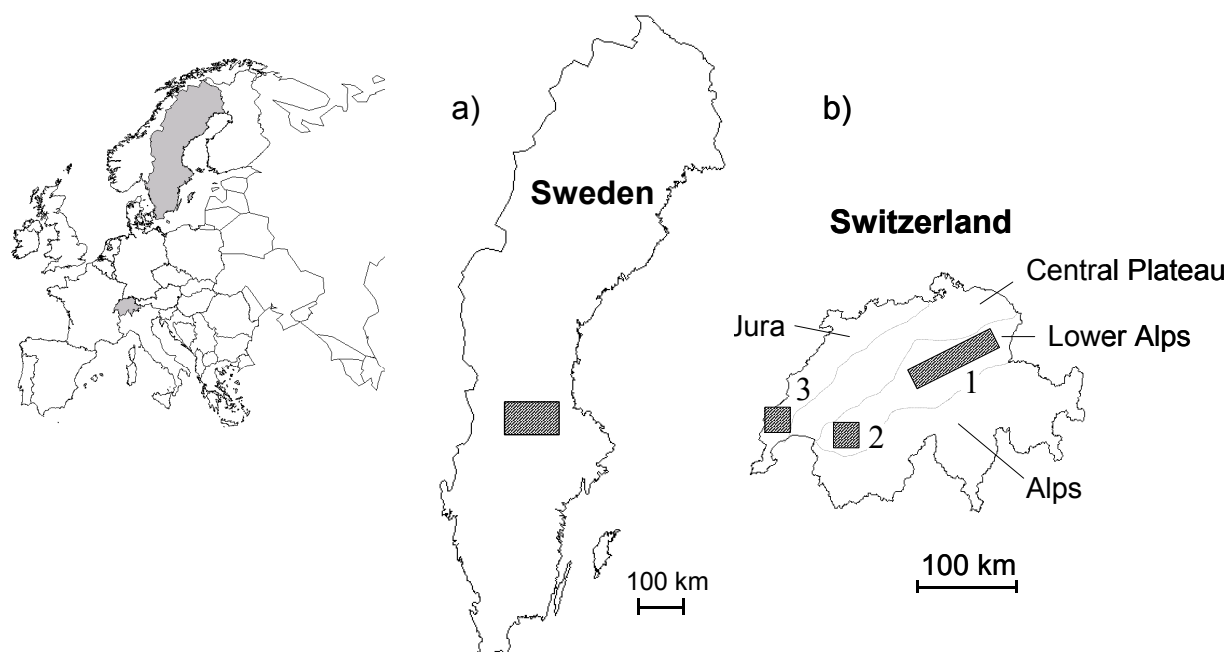 a)
Sweden
100 km
b)
Switzerland
Central Plateau
Jura
Lower Alps
1
3
2
Alps
100 km